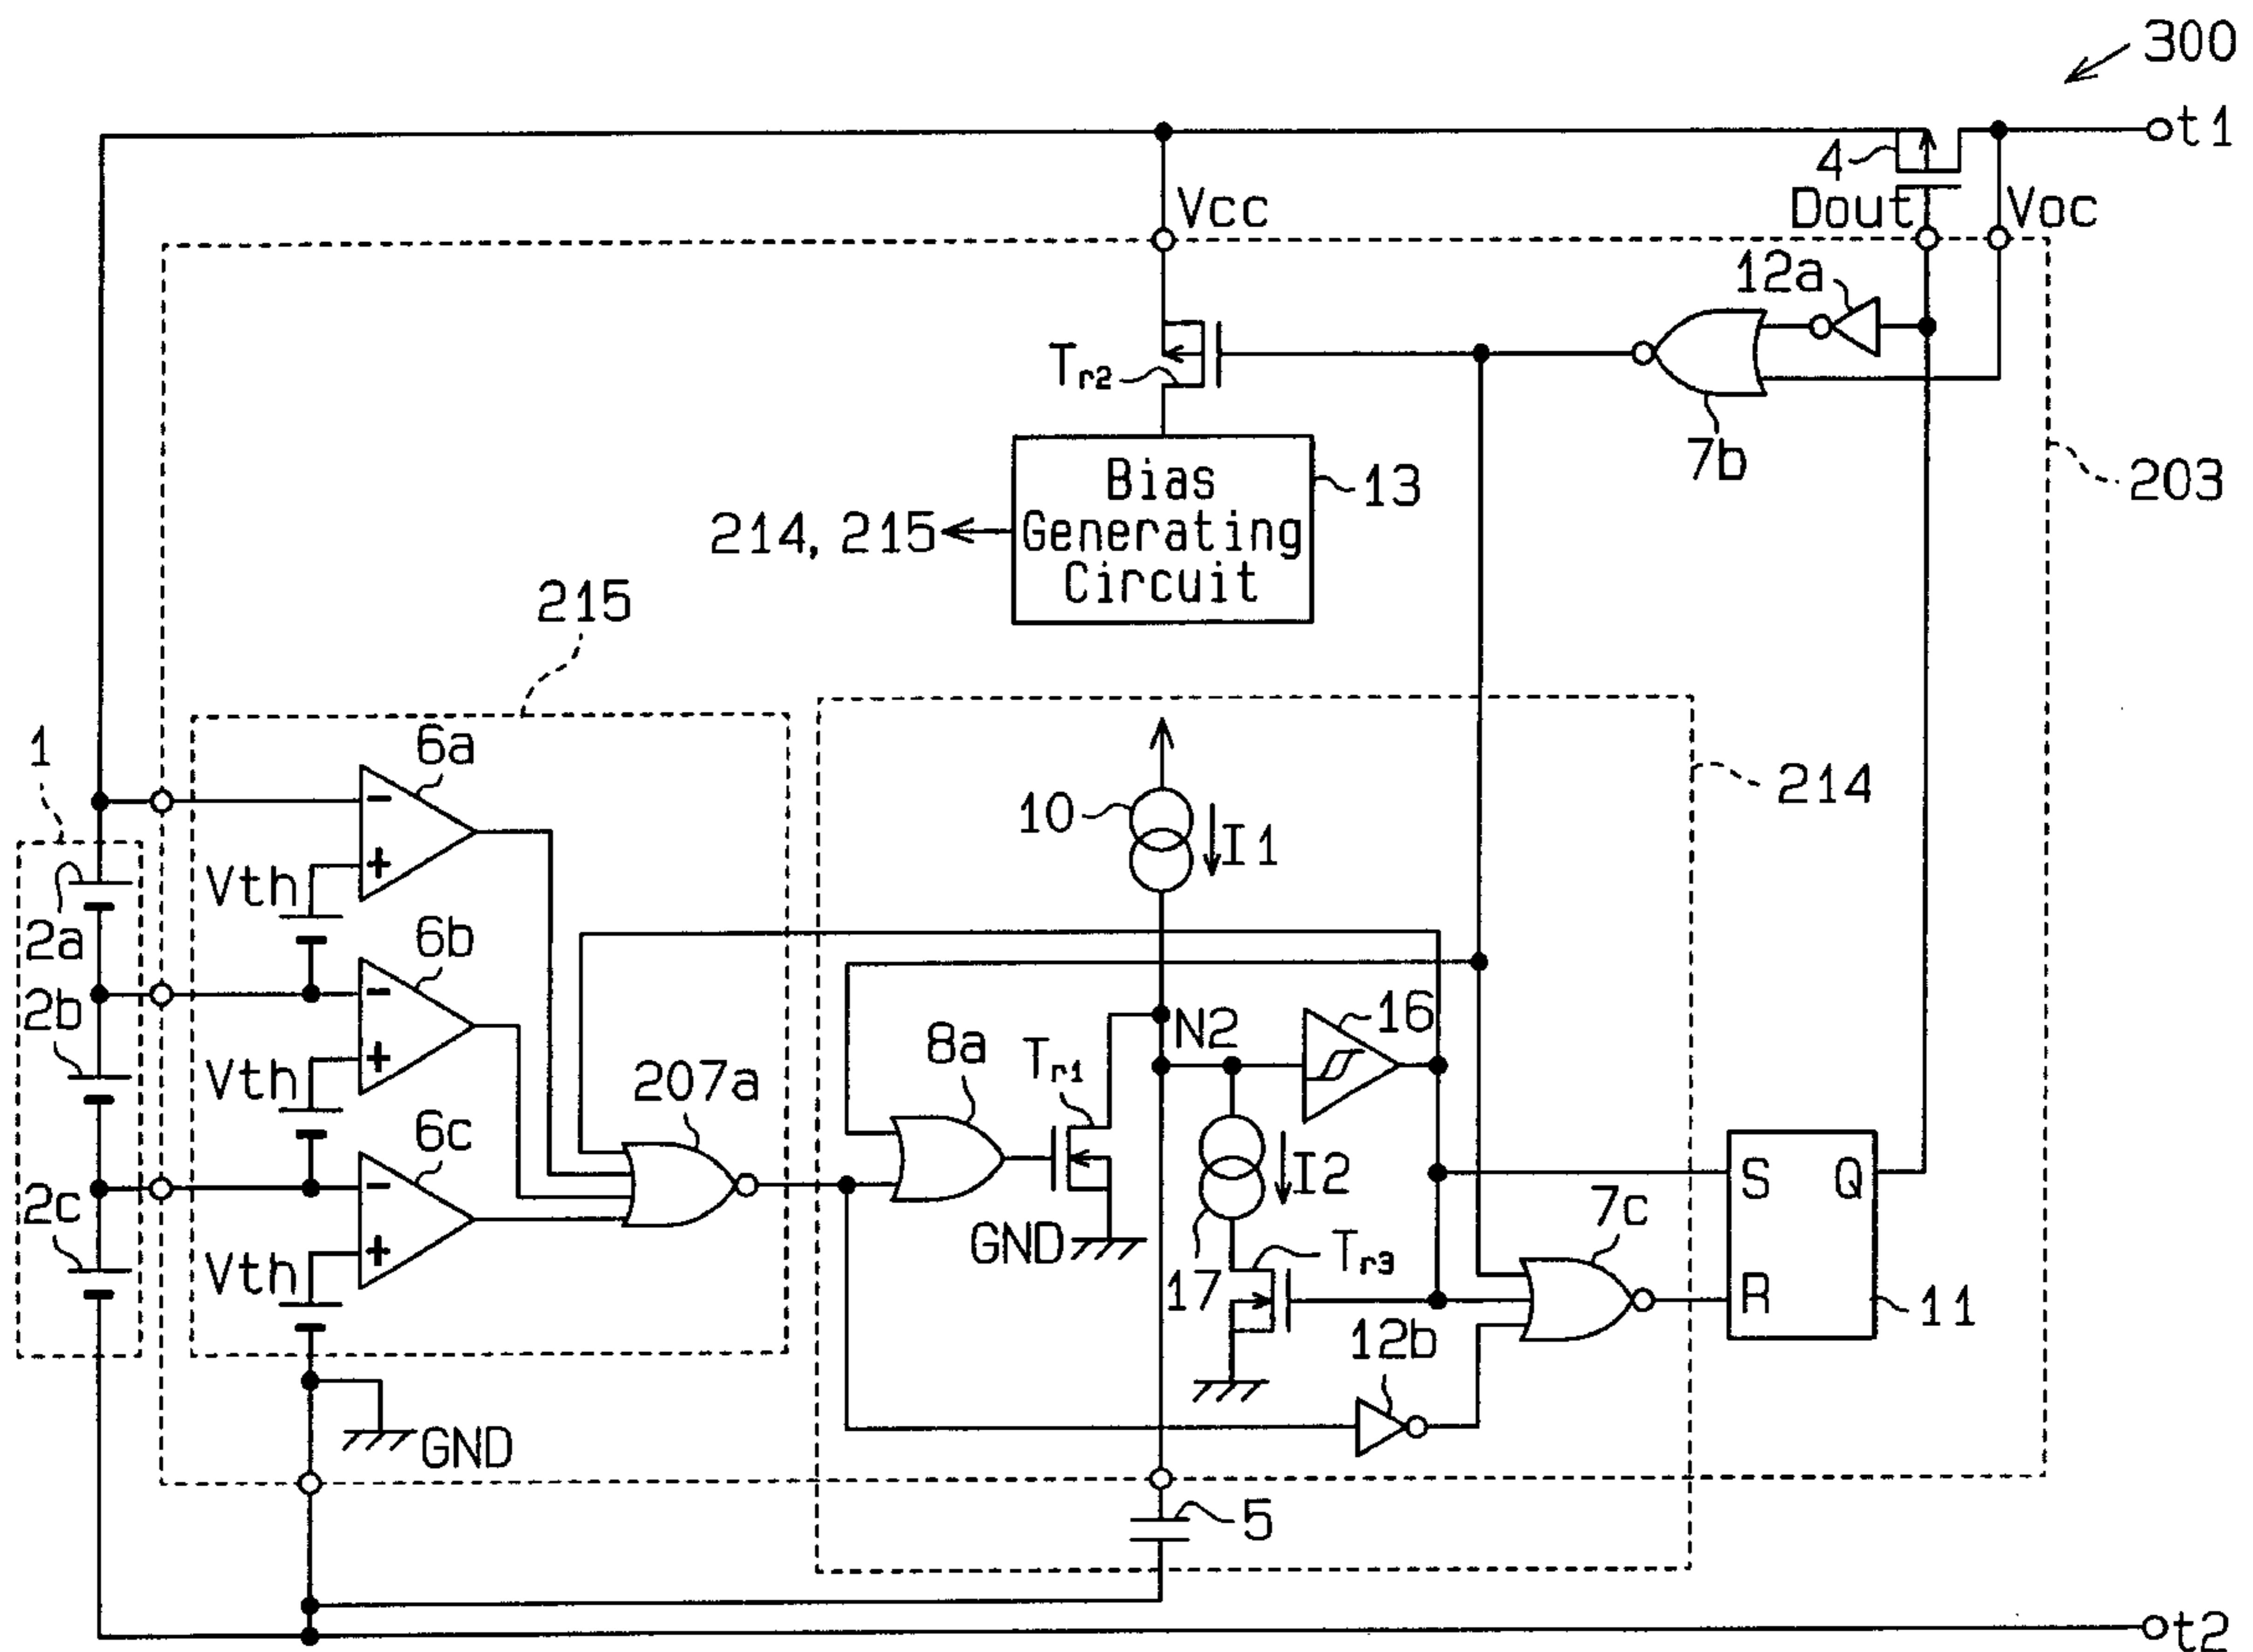 300
t1
4
Vcc
Dout
Voc
12a
Tr2
7b
203
Bias
Generating
Circuit
13
214, 215
215
1
6a
214
10
I1
Vth
2a
6b
2b
N2
16
8a
Tr1
Vth
207a
6c
2c
I2
S
Q
7c
GND
Tr3
Vth
17
R
11
12b
GND
5
t2